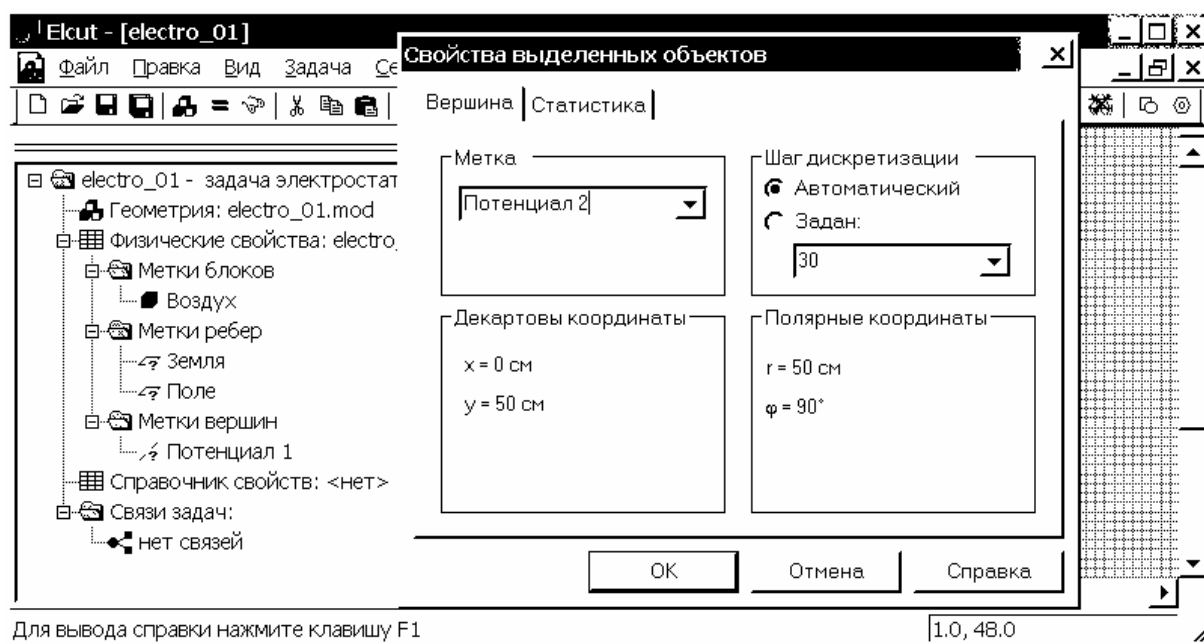 Elcut - [electro_01]
Файл Правка Вид Задача Се
Свойства выделенных объектов
Вершина Статистика
electro_01 - задача электростат
Геометрия: electro_01.mod
Физические свойства: electro_
Метки блоков
Воздух
Метки ребер
Земля
Поле
Метки вершин
Потенциал 1
Справочник свойств: <нет>
Связи задач:
нет связей
Метка
Потенциал 2
Шаг дискретизации
Автоматический
Задан:
30
Декартовы координаты
x = 0 см
y = 50 см
Полярные координаты
r = 50 см
φ = 90°
OK Отмена Справка
Для вывода справки нажмите клавишу F1
1.0, 48.0